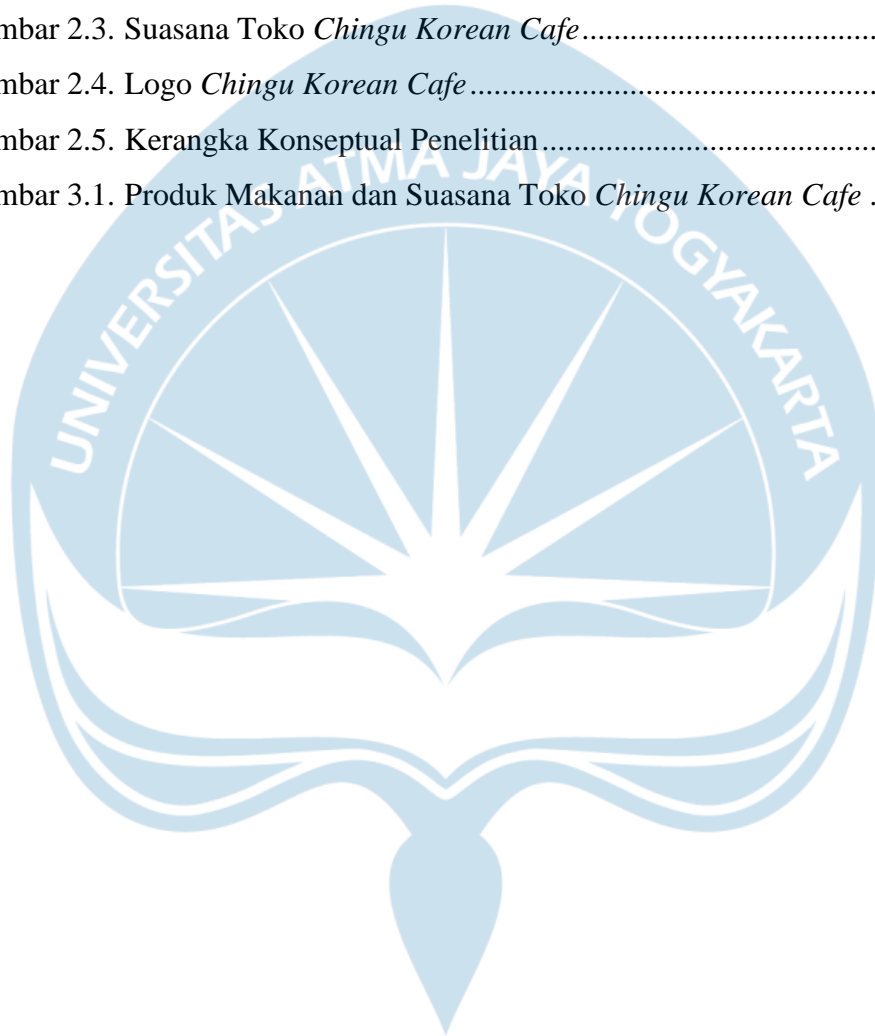 mbar 2.3. Suasana Toko Chingu Korean Cafe....................................
mbar 2.4. Logo Chingu Korean Cafe..................................................
mbar 2.5. Kerangka Konseptual Penelitian.........................................
mbar 3.1. Produk Makanan dan Suasana Toko Chingu Korean Cafe .
UNIVERSITAS ATMA JAYA YOGYAKARTA